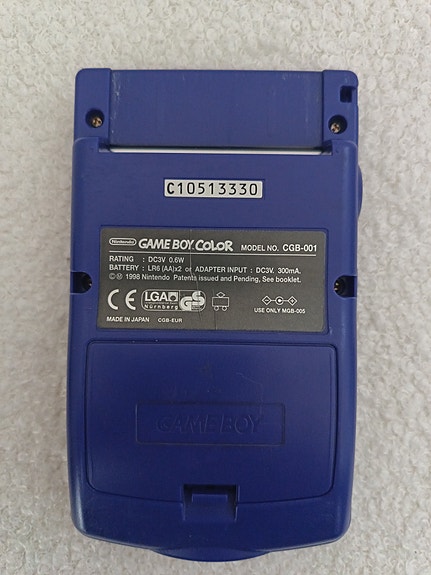 C10513330
Nintendo GAME BOY COLOR MODEL NO. CGB-001
RATING : DC3V 0.6W
BATTERY : LR6 (AA)x2 or ADAPTER INPUT : DC3V. 300mA.
©Ⓜ 1998 Nintendo Patents issued and Pending, See booklet.
CE LGA Nürnberg GS
MADE IN JAPAN CGB-EUR USE ONLY MGB-005
GAME BOY